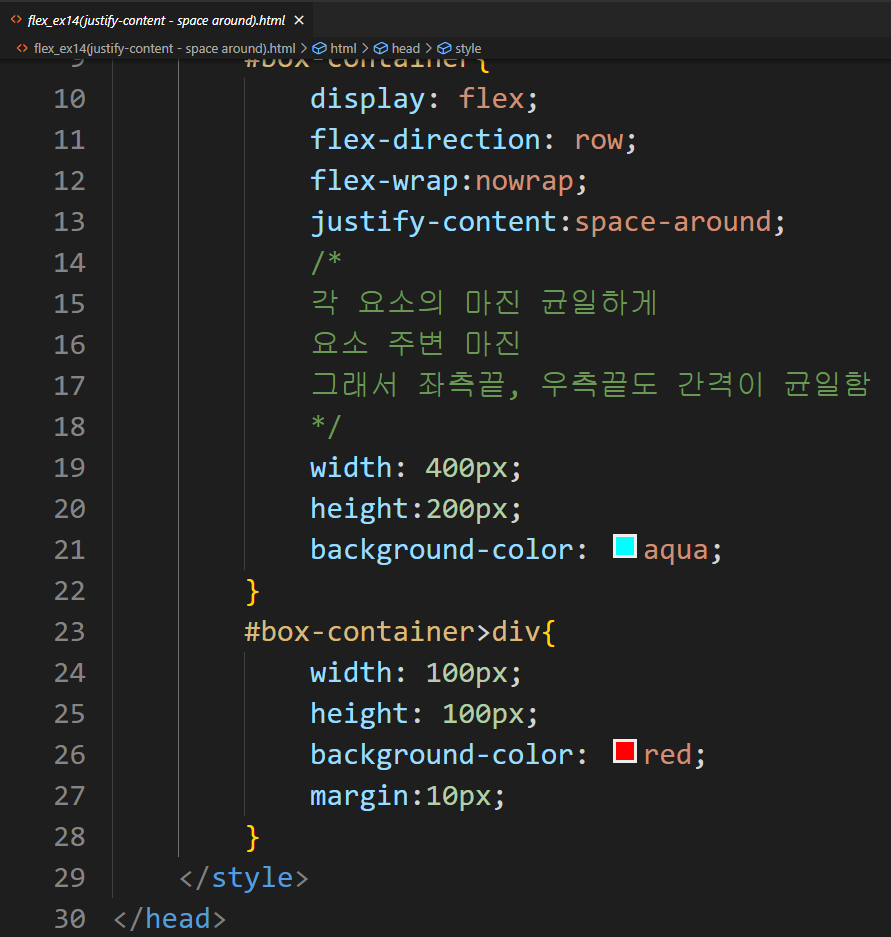 flex_ex14(justify-content - space around).html
flex_ex14(justify-content - space around).html > html > head > style
9 #box-container{
10 display: flex;
11 flex-direction: row;
12 flex-wrap:nowrap;
13 justify-content:space-around;
14 /*
15 각 요소의 마진 균일하게
16 요소 주변 마진
17 그래서 좌측끝, 우측끝도 간격이 균일함
18 */
19 width: 400px;
20 height:200px;
21 background-color: aqua;
22 }
23 #box-container>div{
24 width: 100px;
25 height: 100px;
26 background-color: red;
27 margin:10px;
28 }
29 </style>
30 </head>